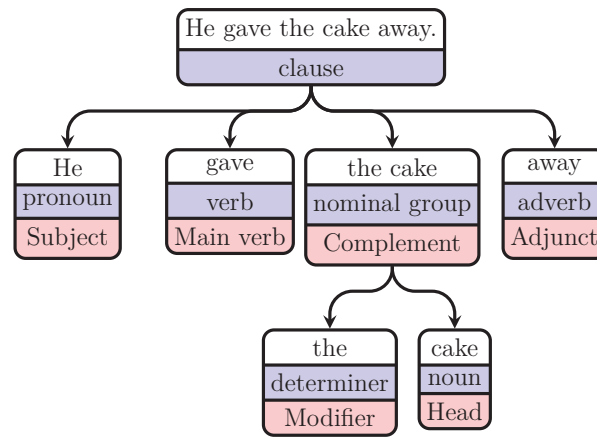 He gave the cake away.
clause
He
pronoun
Subject
gave
verb
Main verb
the cake
nominal group
Complement
away
adverb
Adjunct
the
determiner
Modifier
cake
noun
Head